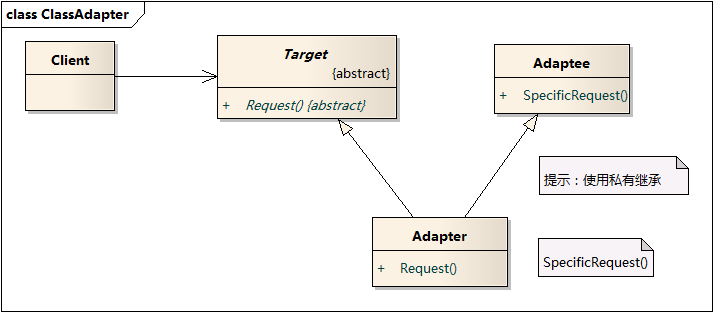 class ClassAdapter
Client
Target
{abstract}
+ Request() {abstract}
Adaptee
+ SpecificRequest()
提示：使用私有继承
Adapter
+ Request()
SpecificRequest()